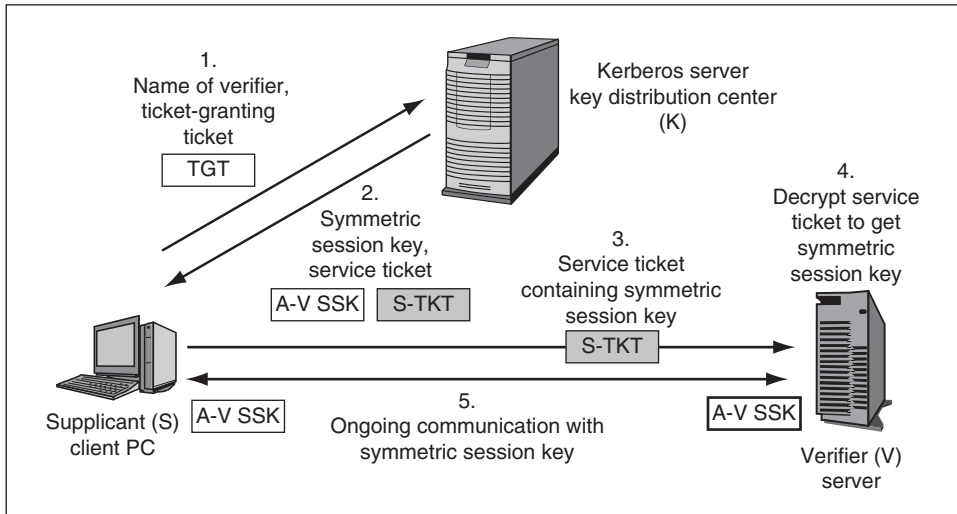 1.
Name of verifier,
ticket-granting
ticket
TGT
Kerberos server
key distribution center
(K)
2.
Symmetric
session key,
service ticket
A-V SSK
S-TKT
3.
Service ticket
containing symmetric
session key
S-TKT
4.
Decrypt service
ticket to get
symmetric
session key
Supplicant (S)
client PC
A-V SSK
5.
Ongoing communication with
symmetric session key
A-V SSK
Verifier (V)
server